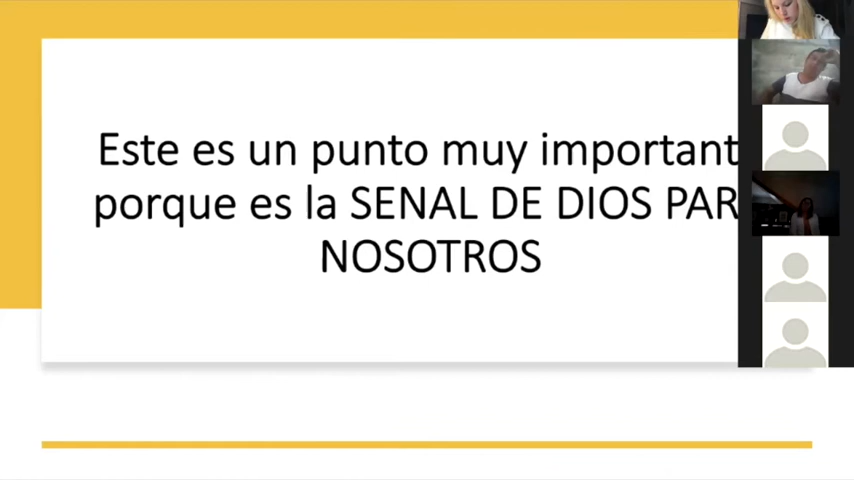 Este es un punto muy important
porque es la SENAL DE DIOS PAR
NOSOTROS